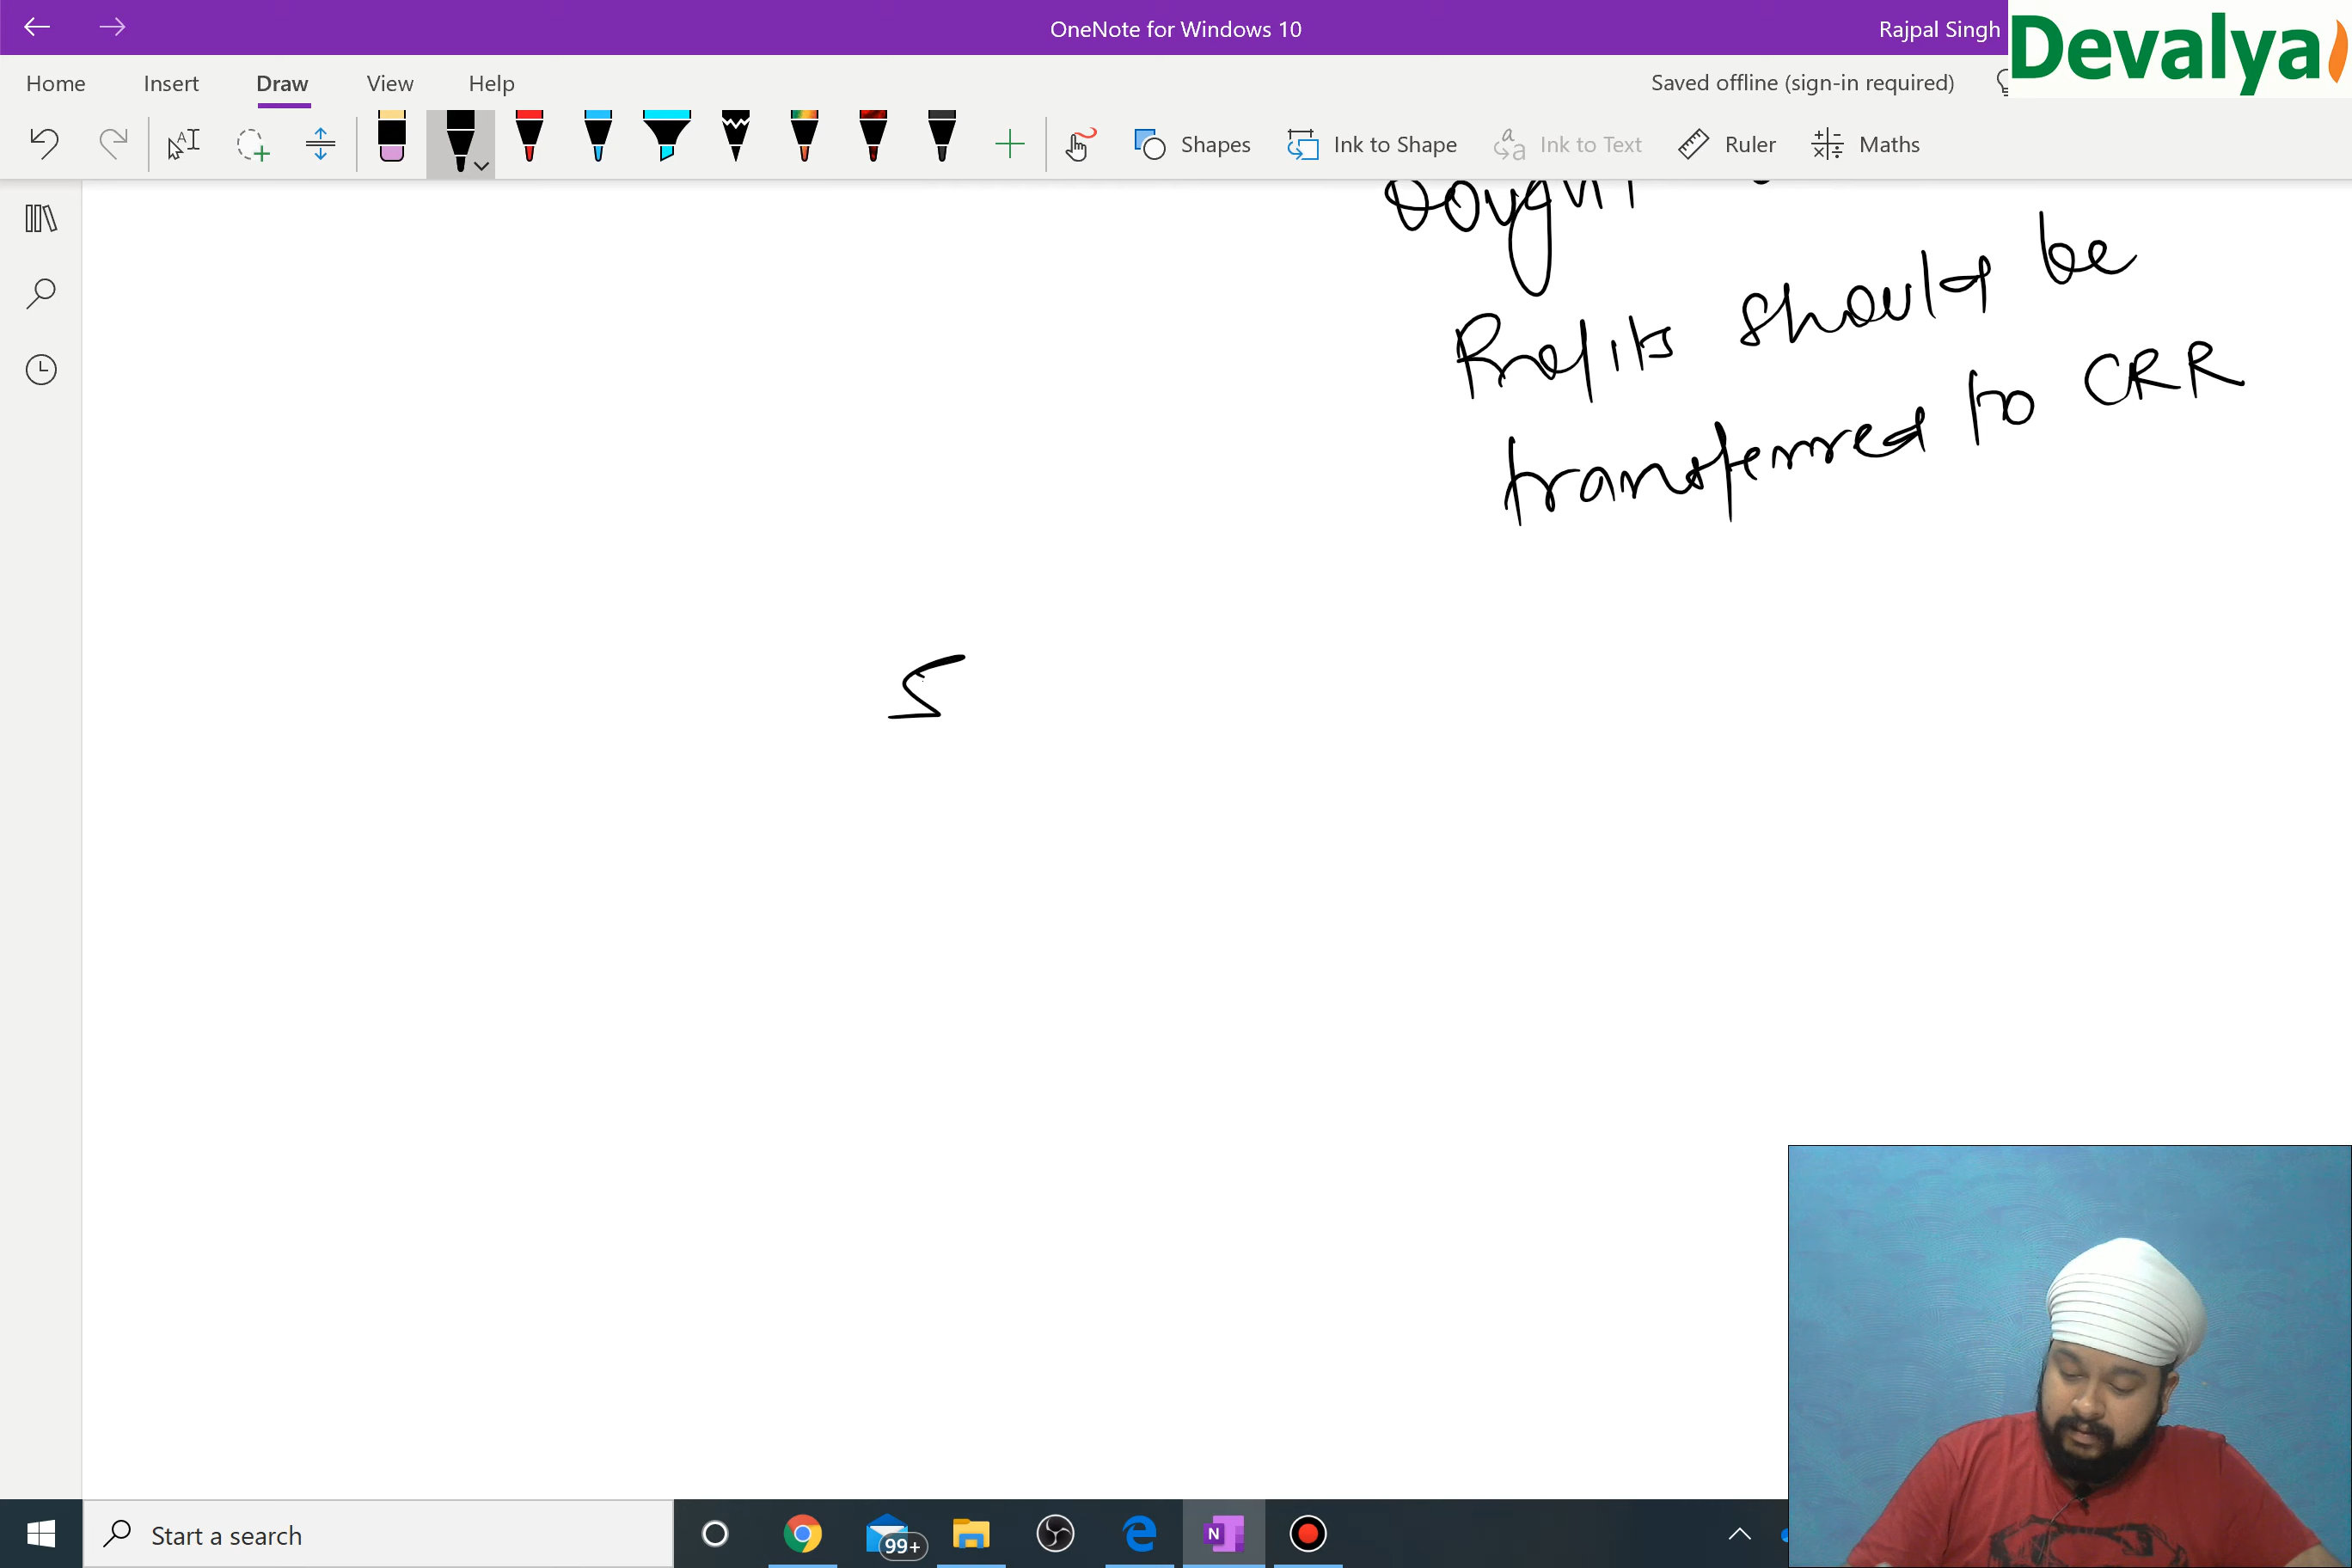 OneNote for Windows 10
Rajpal Singh
Devalya
Home Insert Draw View Help
Saved offline (sign-in required)
Shapes Ink to Shape Ink to Text Ruler Maths
Profits should be
transferred to CRR
S
Start a search
99+